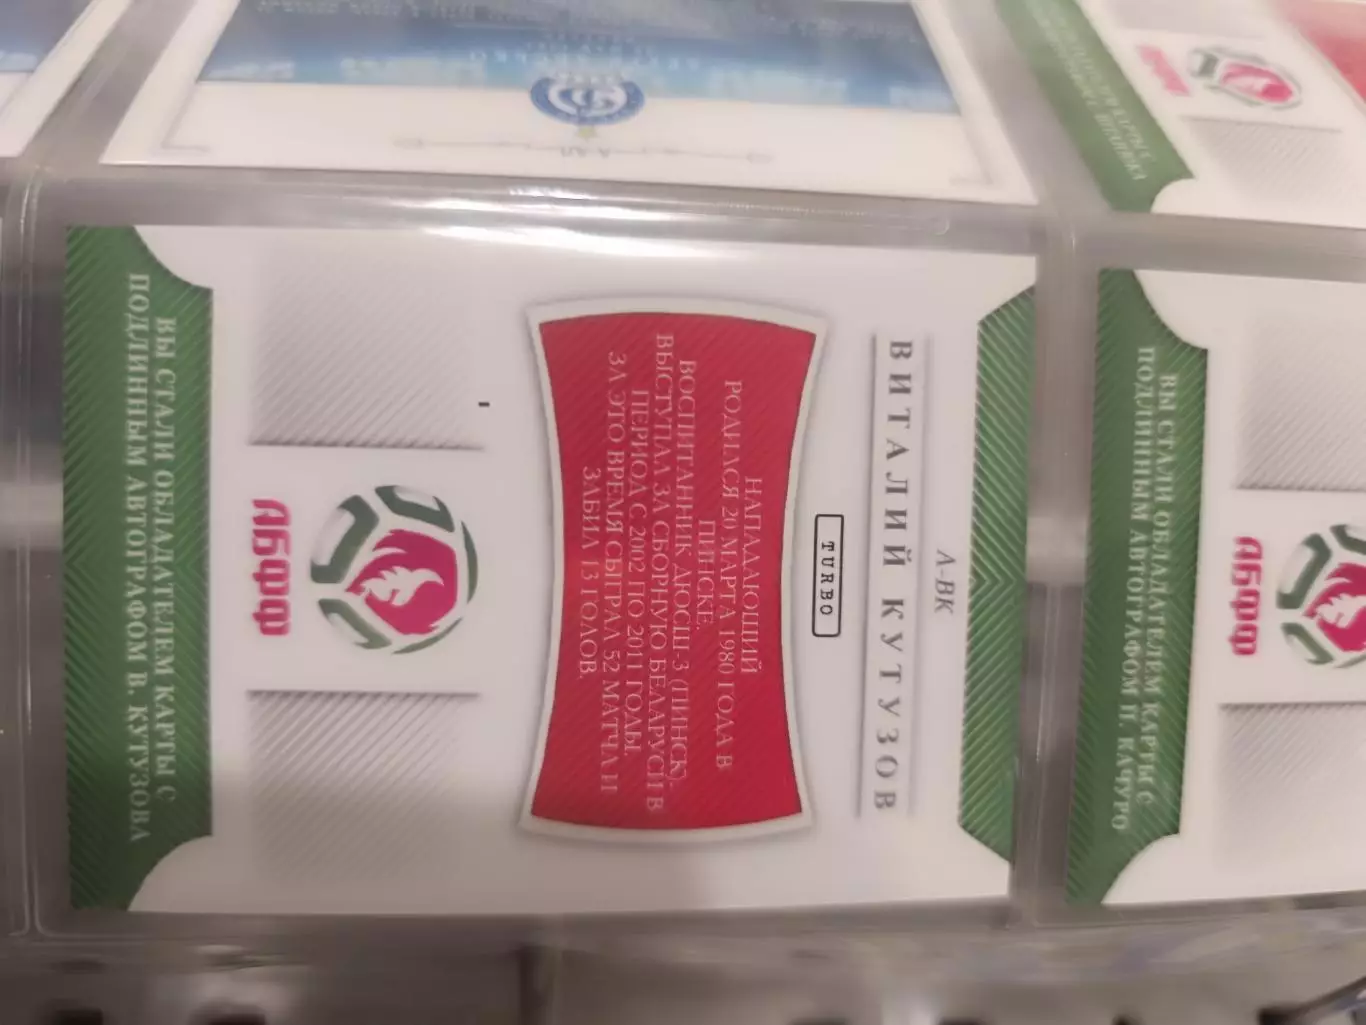 А-ВК
ВИТАЛИЙ КУТУЗОВ
TURBO
НАПАДАЮЩИЙ
РОДИЛСЯ 20 МАРТА 1980 ГОДА В
ПИНСКЕ.
ВОСПИТАННИК ДЮСШ-3 (ПИНСК).
ВЫСТУПАЛ ЗА СБОРНУЮ БЕЛАРУСИ В
ПЕРИОД С 2002 ПО 2011 ГОДЫ.
ЗА ЭТО ВРЕМЯ СЫГРАЛ 52 МАТЧА И
ЗАБИЛ 13 ГОЛОВ.
АБФФ
ВЫ СТАЛИ ОБЛАДАТЕЛЕМ КАРТЫ С
ПОДЛИННЫМ АВТОГРАФОМ В. КУТУЗОВА
АБФФ
ВЫ СТАЛИ ОБЛАДАТЕЛЕМ КАРТЫ С
ПОДЛИННЫМ АВТОГРАФОМ П. КАЧУРО
АБФФ